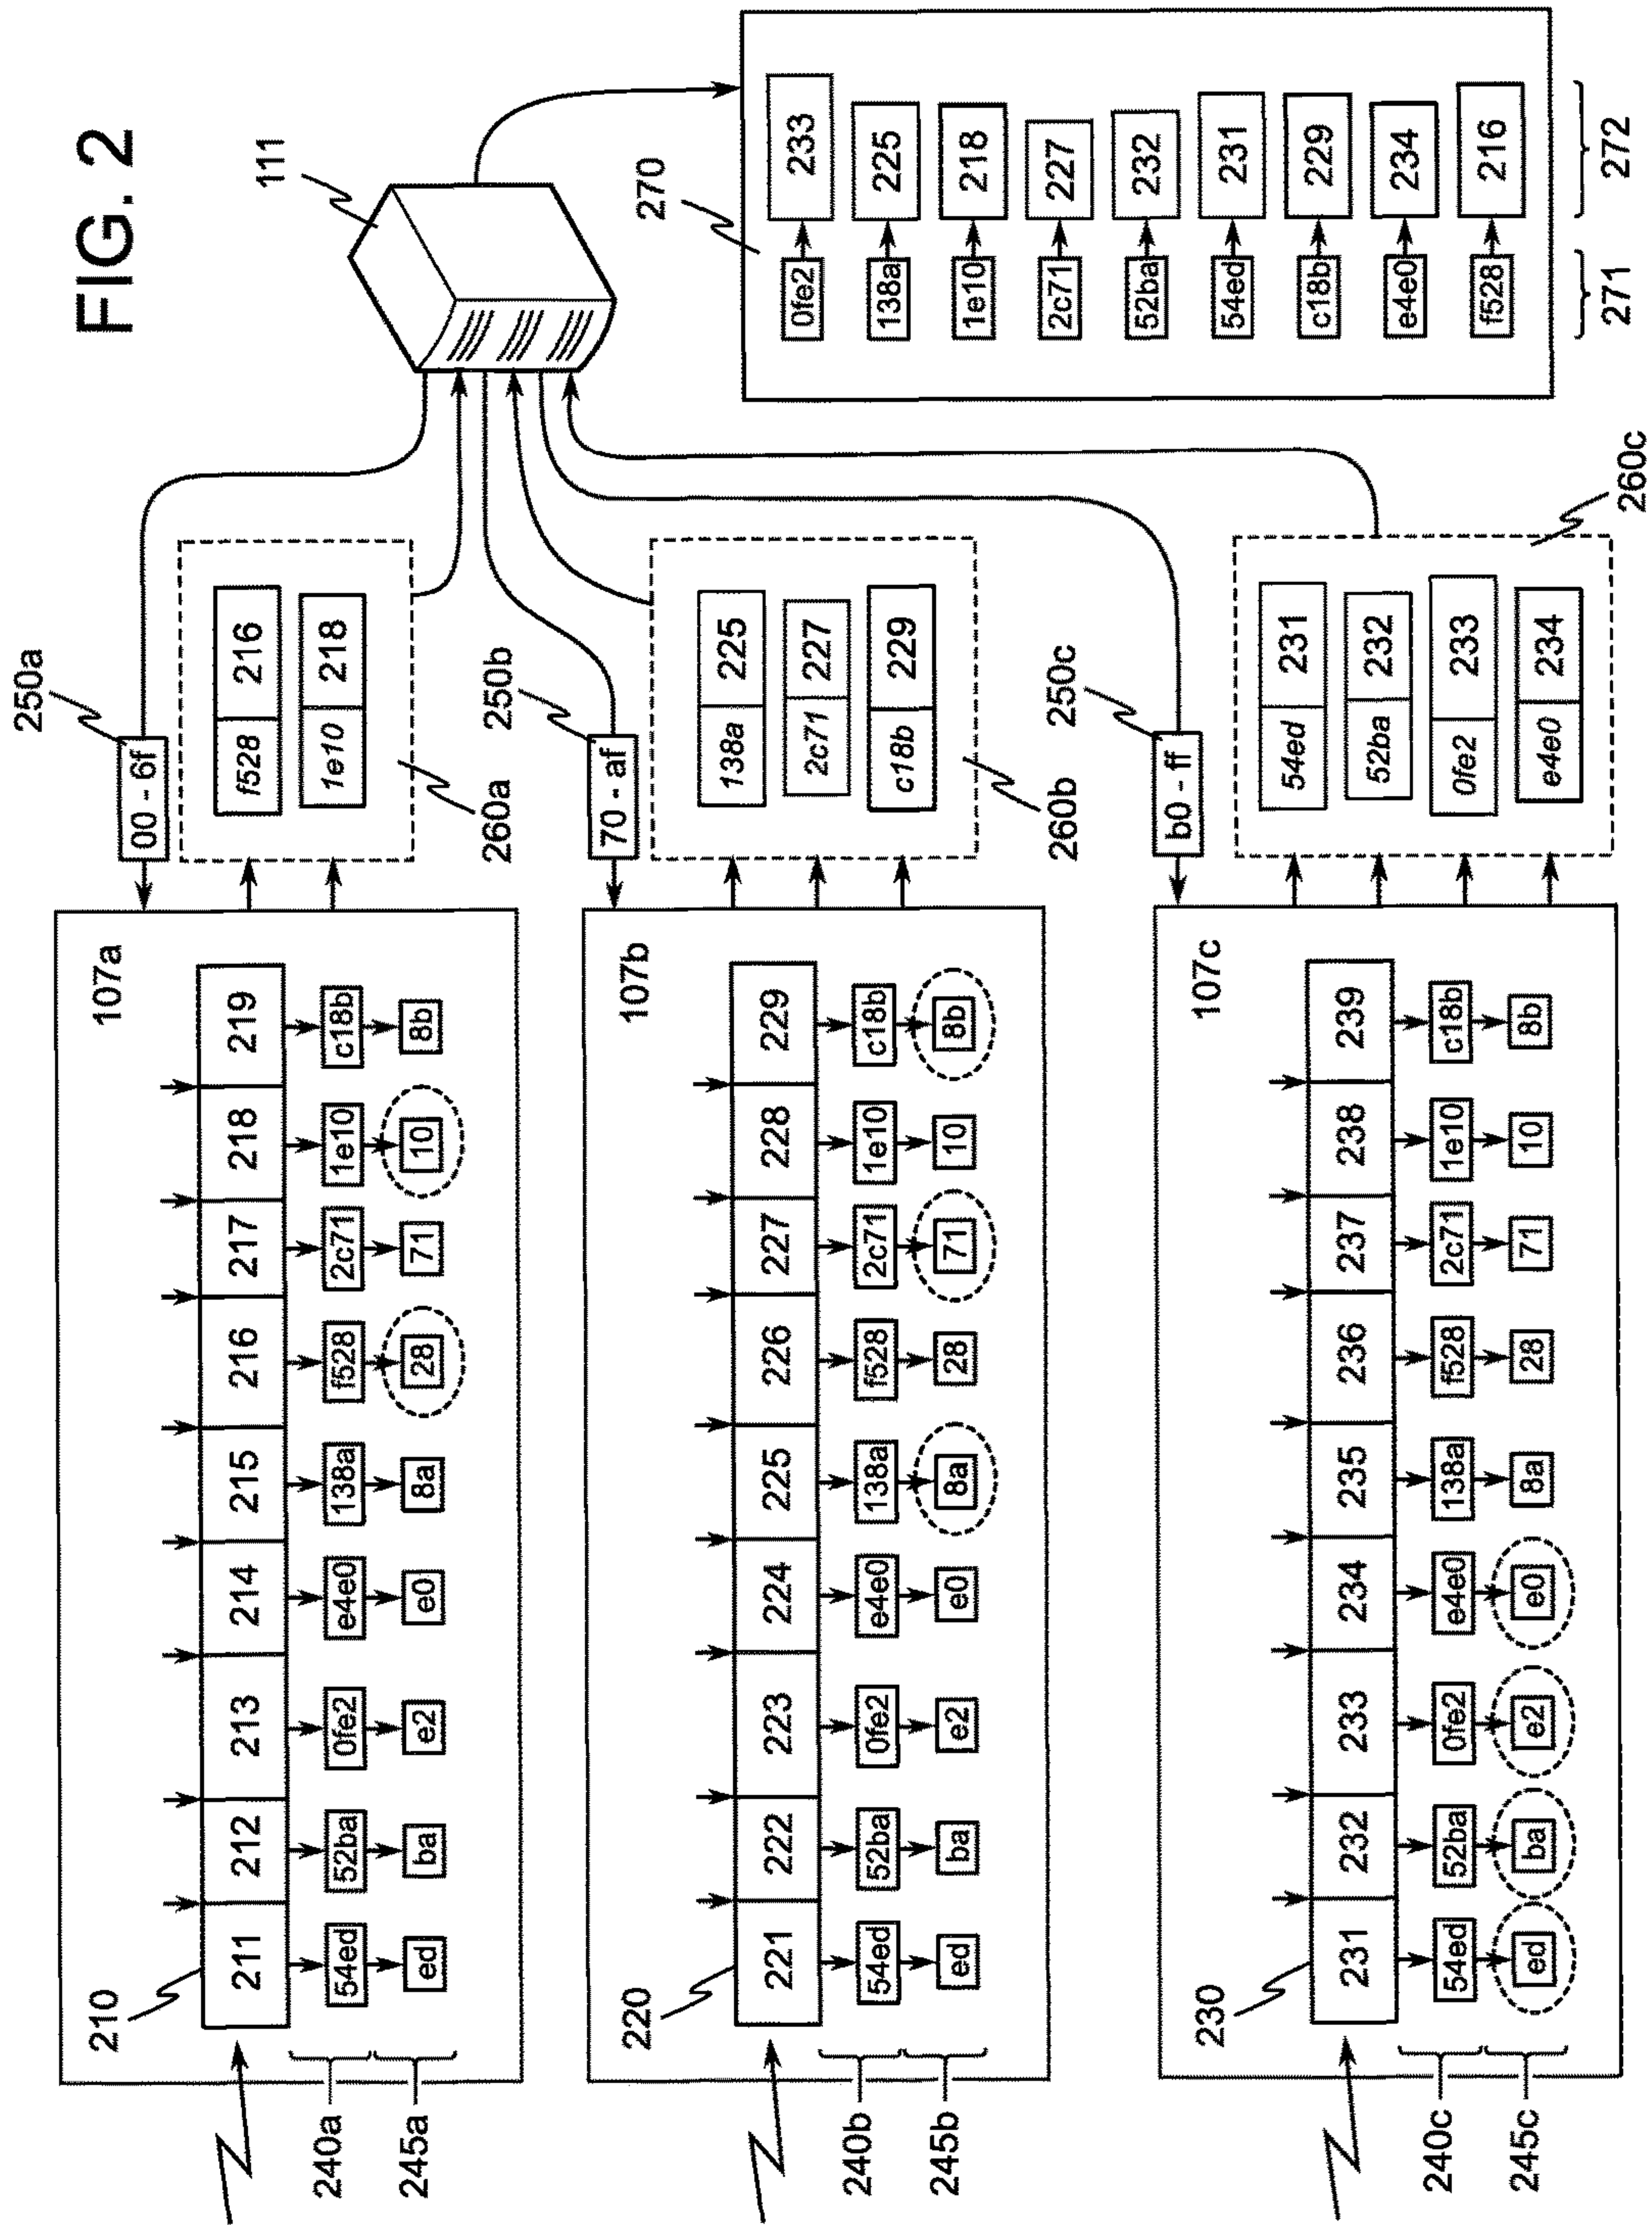 FIG. 2
111
210
107a
211 212 213 214 215 216 217 218 219
240a 54ed 52ba 0fe2 e4e0 138a f528 2c71 1e10 c18b
245a ed ba e2 e0 8a 28 71 10 8b
250a
00 - 6f
f528 216
1e10 218
260a
220
107b
221 222 223 224 225 226 227 228 229
240b 54ed 52ba 0fe2 e4e0 138a f528 2c71 1e10 c18b
245b ed ba e2 e0 8a 28 71 10 8b
250b
70 - af
138a 225
2c71 227
c18b 229
260b
230
107c
231 232 233 234 235 236 237 238 239
240c 54ed 52ba 0fe2 e4e0 138a f528 2c71 1e10 c18b
245c ed ba e2 e0 8a 28 71 10 8b
250c
b0 - ff
54ed 231
52ba 232
0fe2 233
e4e0 234
260c
270
0fe2 233
138a 225
1e10 218
2c71 227
52ba 232
54ed 231
c18b 229
e4e0 234
f528 216
271 272